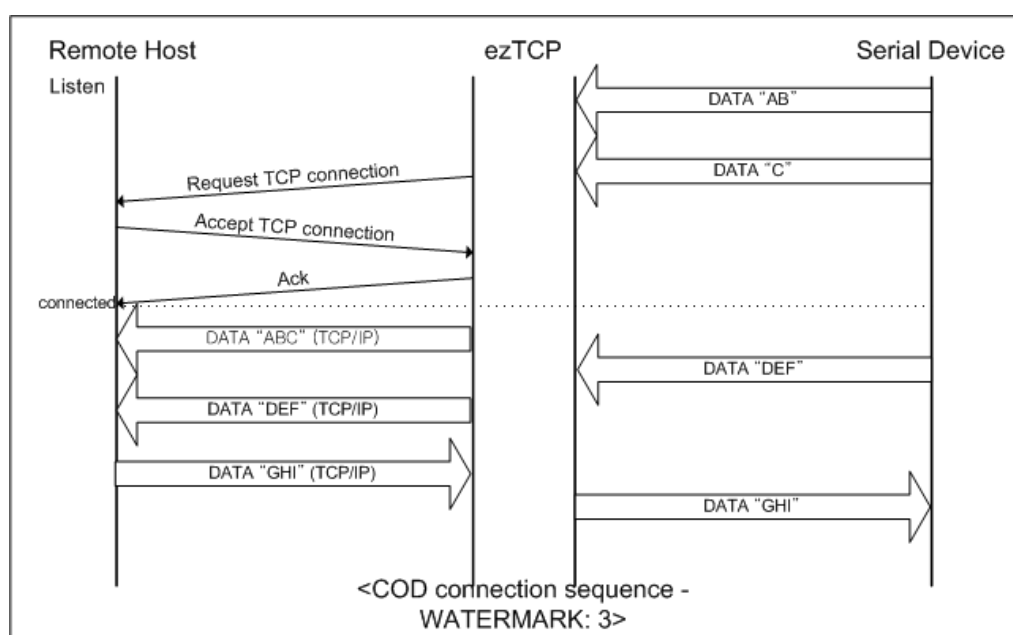 Remote Host
ezTCP
Serial Device
Listen
DATA “AB”
DATA “C”
Request TCP connection
Accept TCP connection
Ack
connected
DATA “ABC” (TCP/IP)
DATA “DEF”
DATA “DEF” (TCP/IP)
DATA “GHI” (TCP/IP)
DATA “GHI”
<COD connection sequence -
WATERMARK: 3>